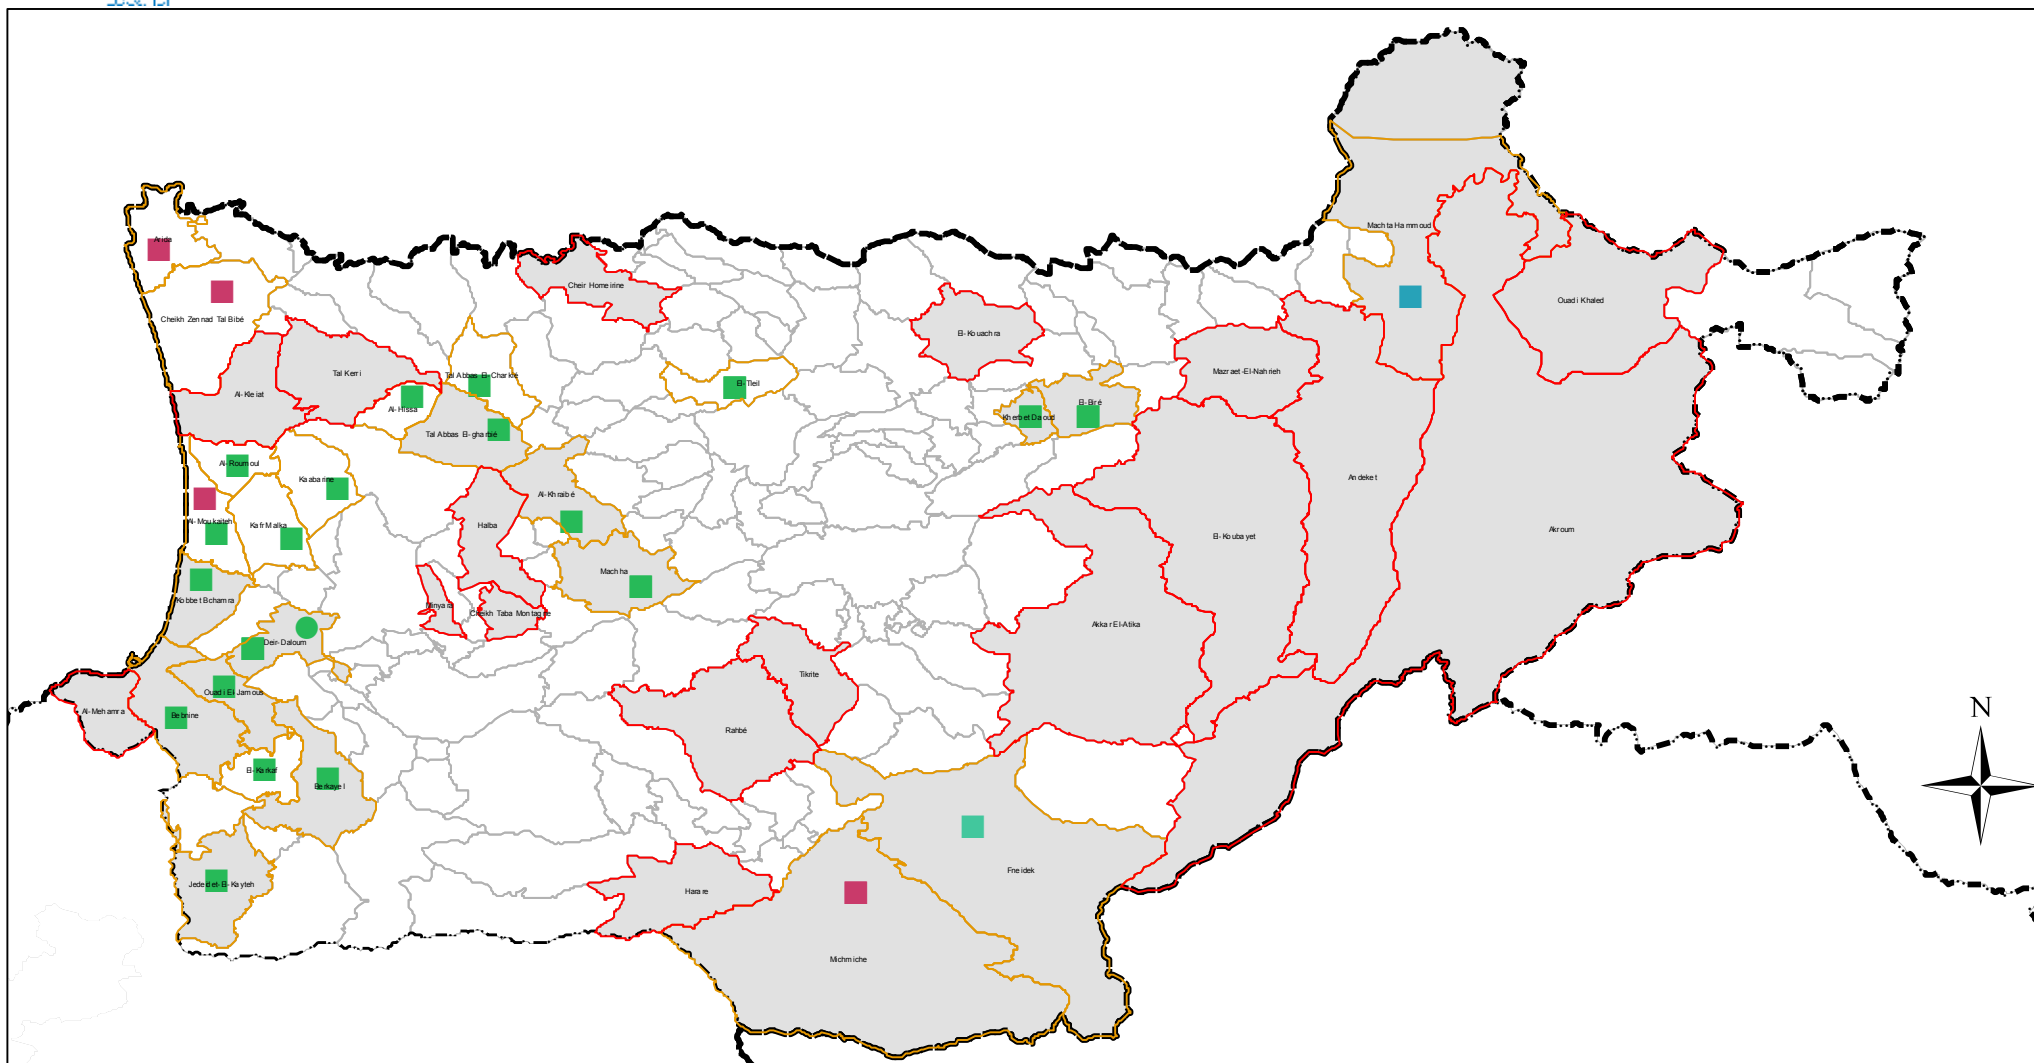 Arida
Machta Hammoud
Cheir Homeirine
Ouadi Khaled
Cheikh Zennad Tal Bibé
El-Kouachra
Tal Kerri
Mazraet-El-Nahrieh
Tal Abbas El-Charkié
El-Tleil
Al-Kleiat
Al-Hissa
El-Biré
Kherbet Daoud
Tal Abbas El-gharbié
Al-Roumoul
Kaabarine
Andeket
Al-Khraibé
Al-Moukaiteh
Kafr Malka
Halba
Akroum
El-Koubayet
Machha
Kobbet Bchamra
Minyara
Cheikh Taba Montagne
Akkar El-Atika
Deir-Daloum
Tikrite
Ouadi El-Jamous
Al-Mehamra
Bebnine
N
Rahbé
El-Karkaf
Berkayel
Fneidek
Jedeidet-El-Kayteh
Harare
Michmiche